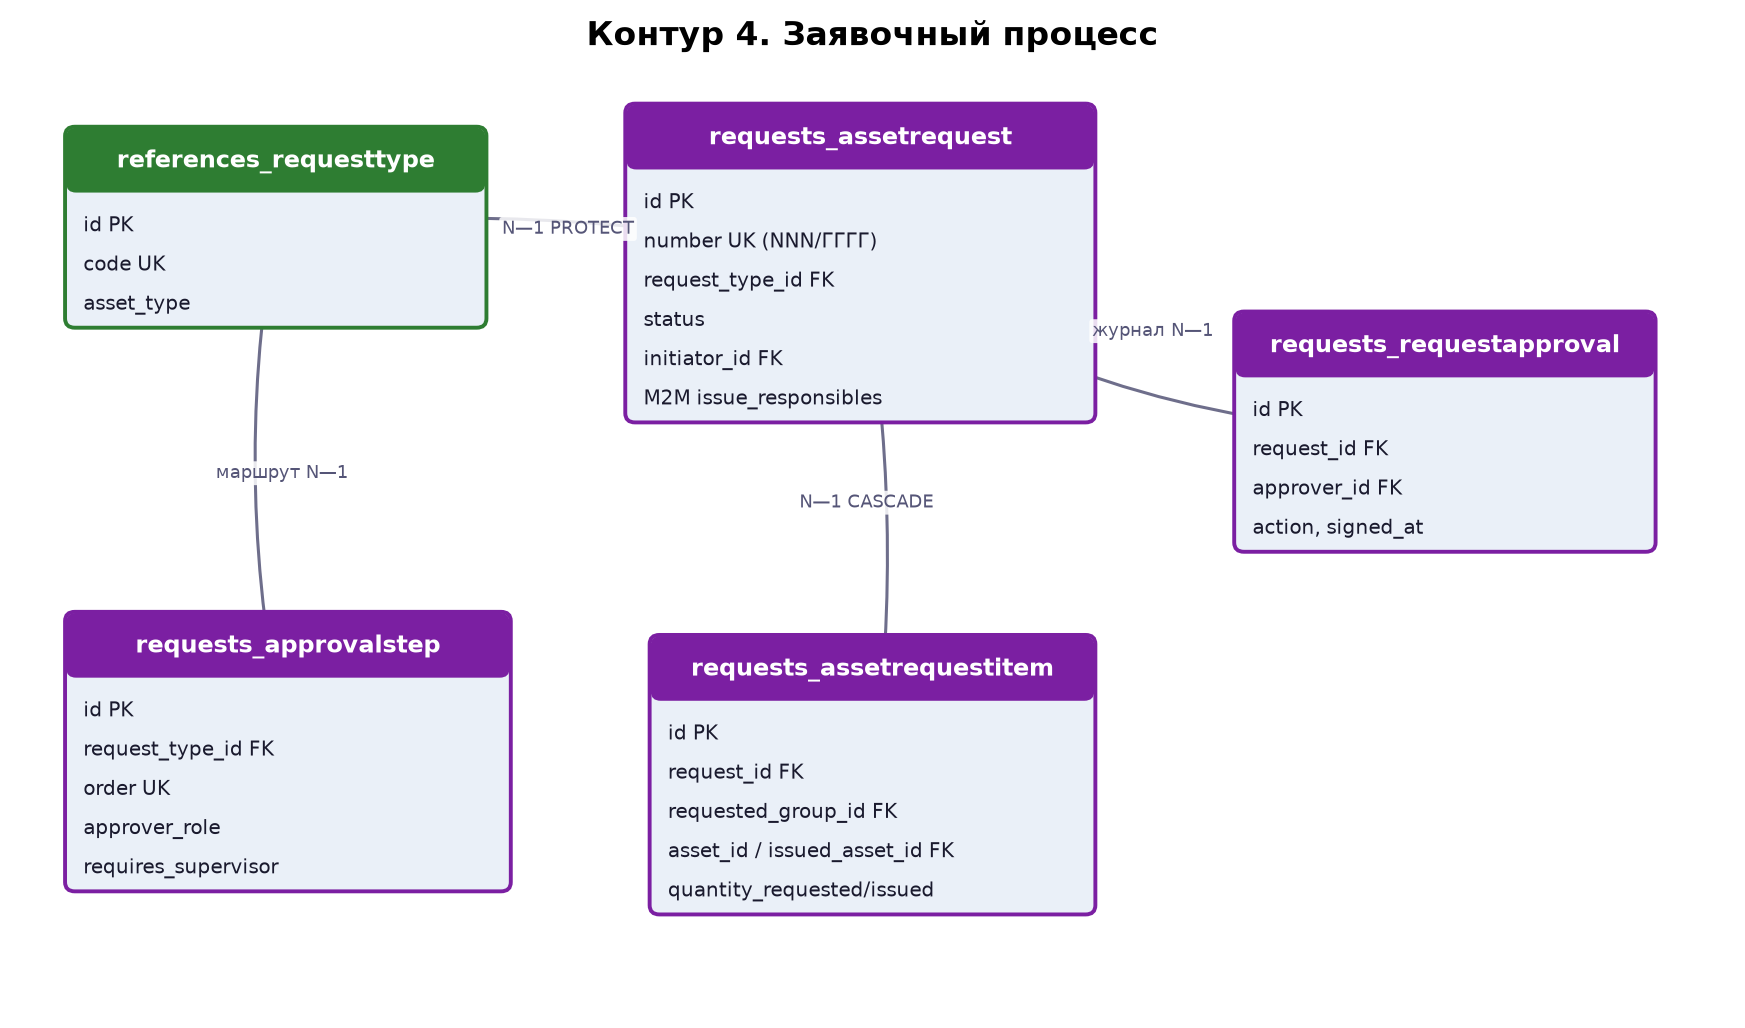 Контур 4. Заявочный процесс
references_requesttype
id PK
code UK
asset_type
N—1 PROTECT
requests_assetrequest
id PK
number UK (NNN/ГГГГ)
request_type_id FK
status
initiator_id FK
M2M issue_responsibles
журнал N—1
requests_requestapproval
id PK
request_id FK
approver_id FK
action, signed_at
маршрут N—1
N—1 CASCADE
requests_approvalstep
id PK
request_type_id FK
order UK
approver_role
requires_supervisor
requests_assetrequestitem
id PK
request_id FK
requested_group_id FK
asset_id / issued_asset_id FK
quantity_requested/issued